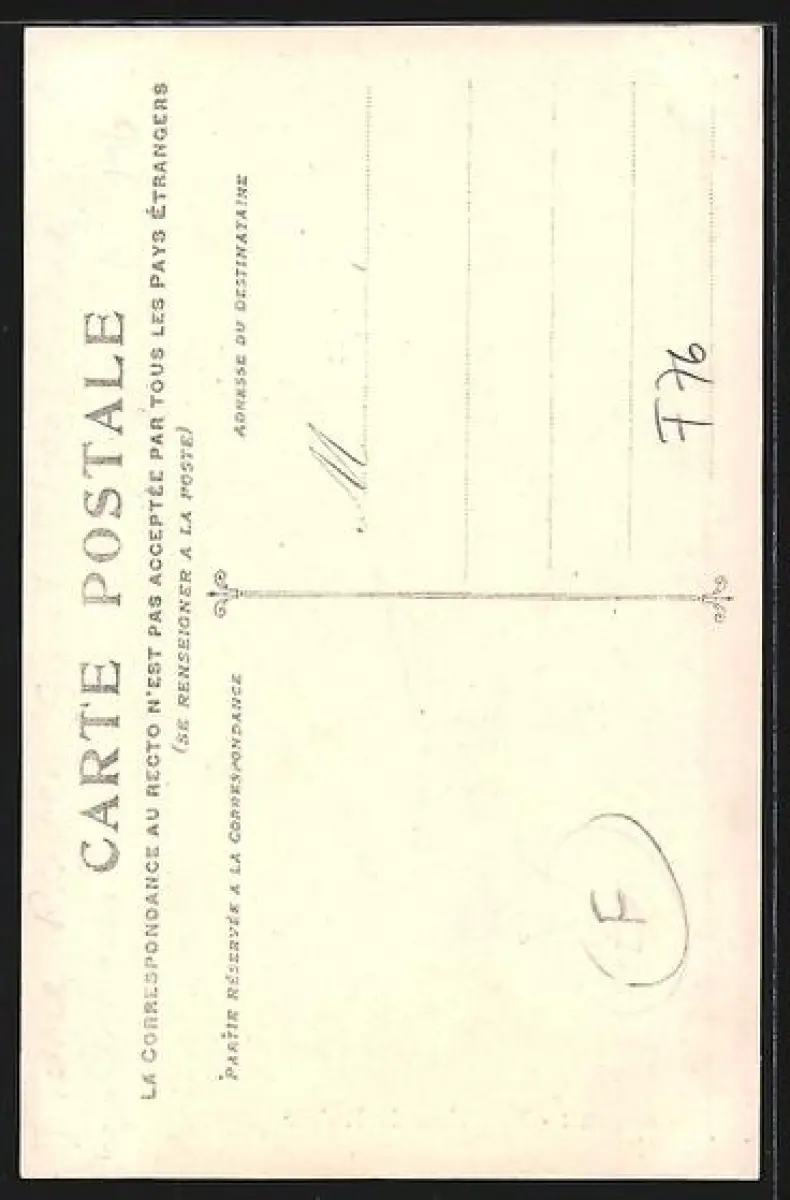 CARTE POSTALE
LA CORRESPONDANCE AU RECTO N'EST PAS ACCEPTÉE PAR TOUS LES PAYS ÉTRANGERS
(SE RENSEIGNER A LA POSTE)
PARTIE RÉSERVÉE A LA CORRESPONDANCE
ADRESSE DU DESTINATAIRE
M
F 76
F